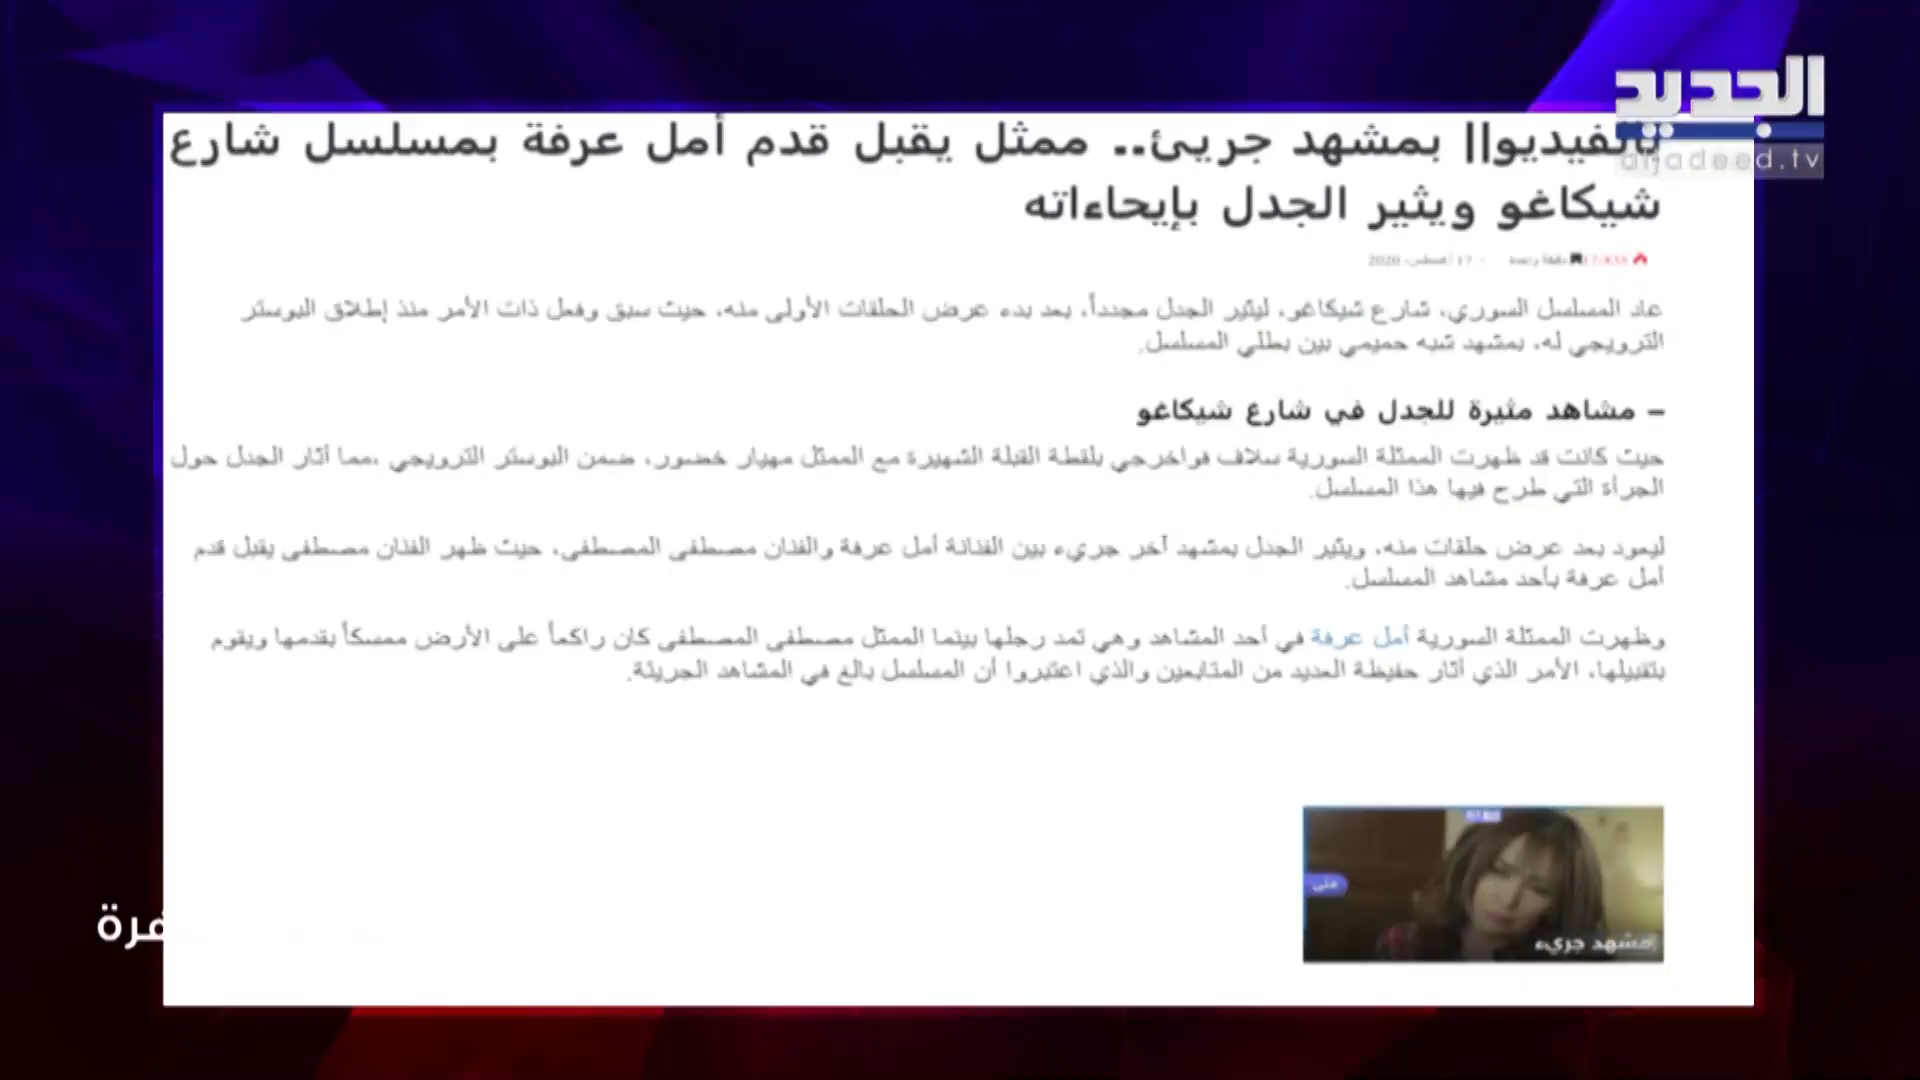 الجديد
aljadeed.tv
بالفيديو|| بمشهد جريئ.. ممثل يقبل قدم أمل عرفة بمسلسل شارع
شيكاغو ويثير الجدل بإيحاءاته
دقيقة واحدة
17 أغسطس، 2020
عاد المسلسل السوري، شارع شيكاغو، ليثير الجدل مجدداً، بعد بدء عرض الحلقات الأولى منه، حيث سبق وفعل ذات الأمر منذ إطلاق البوستر
الترويجي له، بمشهد شبه حميمي بين بطلي المسلسل.
– مشاهد مثيرة للجدل في شارع شيكاغو
حيث كانت قد ظهرت الممثلة السورية سلاف فواخرجي بلقطة القبلة الشهيرة مع الممثل مهيار خضور، ضمن البوستر الترويجي ،مما أثار الجدل حول
الجرأة التي طرح فيها هذا المسلسل.
ليعود بعد عرض حلقات منه، ويثير الجدل بمشهد آخر جريء بين الفنانة أمل عرفة والفنان مصطفى المصطفى، حيث ظهر الفنان مصطفى يقبل قدم
أمل عرفة بأحد مشاهد المسلسل.
وظهرت الممثلة السورية أمل عرفة في أحد المشاهد وهي تمد رجلها بينما الممثل مصطفى المصطفى كان راكعاً على الأرض ممسكاً بقدمها ويقوم
بتقبيلها، الأمر الذي أثار حفيظة العديد من المتابعين والذي اعتبروا أن المسلسل بالغ في المشاهد الجريئة.
على
مشهد جريء